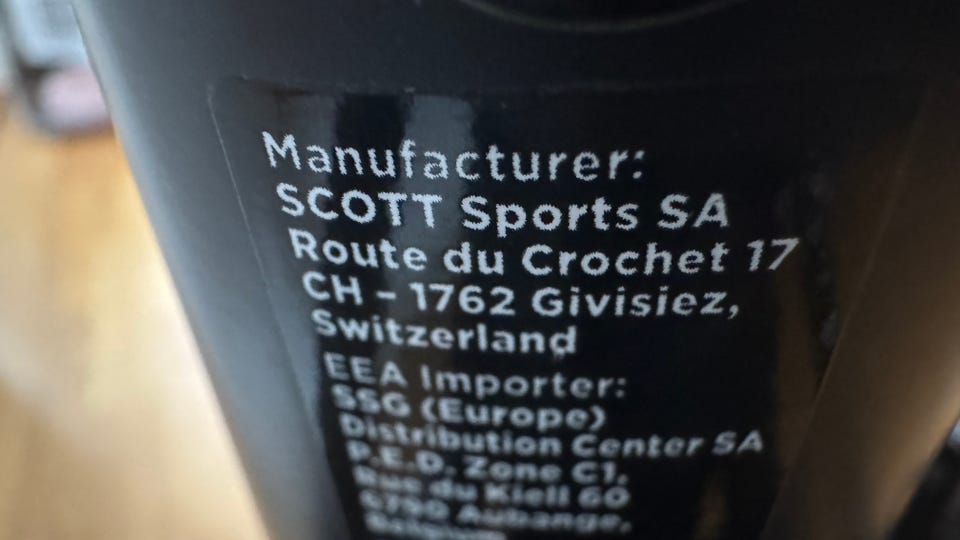 Manufacturer:
SCOTT Sports SA
Route du Crochet 17
CH – 1762 Givisiez,
Switzerland
EEA Importer:
SSG (Europe)
Distribution Center SA
P.E.D. Zone C1,
Rue du Kiell 60
6790 Aubange,
Belgium